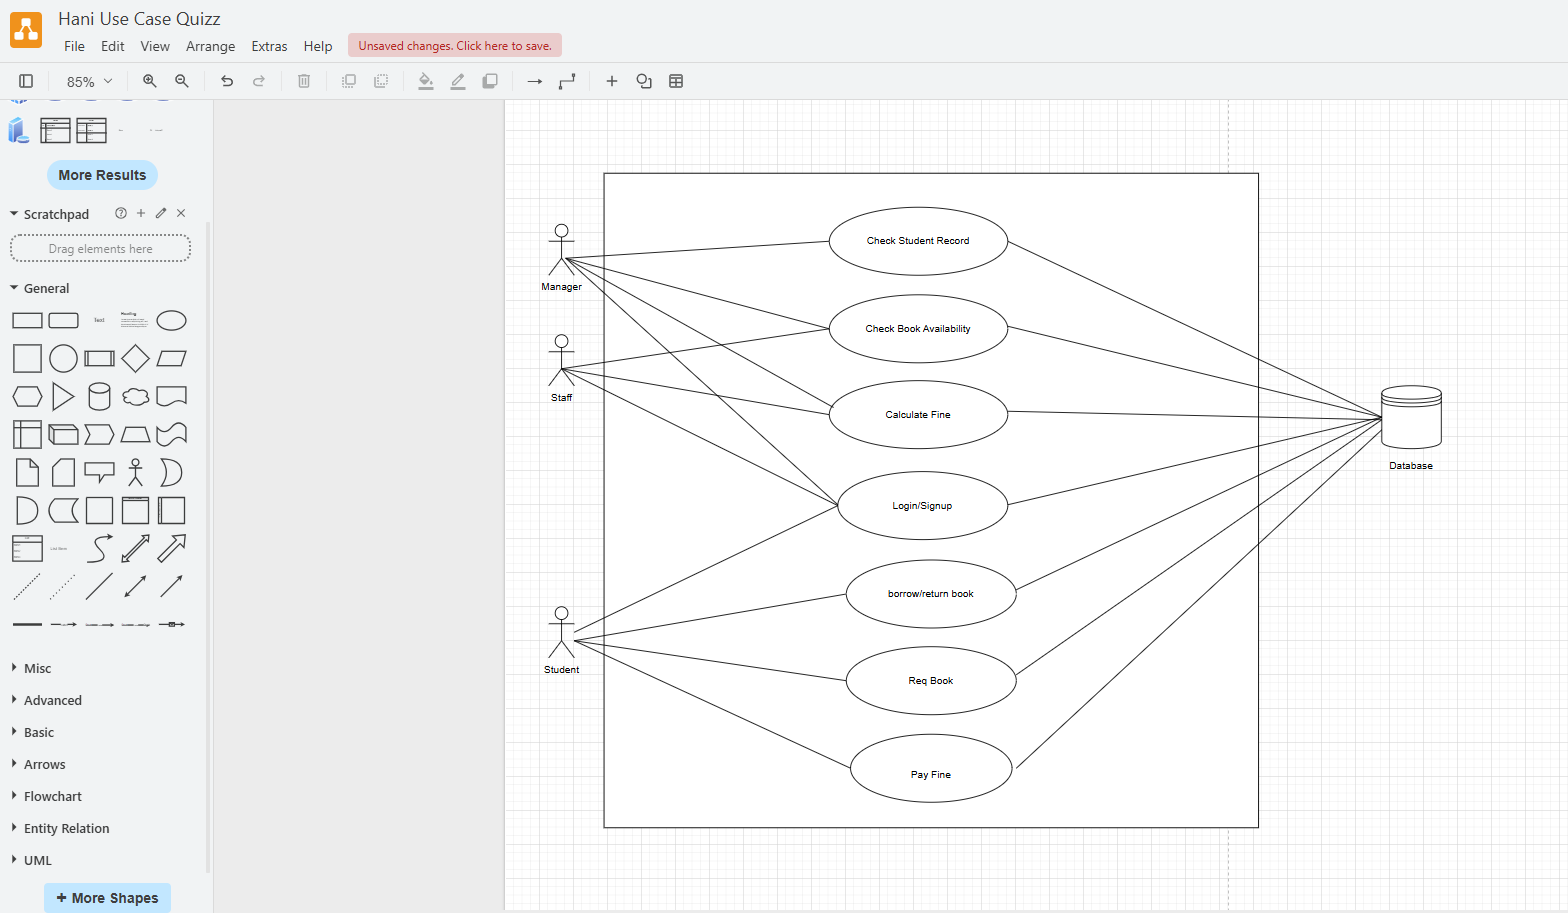 Hani Use Case Quizz
File Edit View Arrange Extras Help Unsaved changes. Click here to save.
85%
More Results
Scratchpad
Drag elements here
General
Text
Heading
Misc
Advanced
Basic
Arrows
Flowchart
Entity Relation
UML
+ More Shapes
Manager
Staff
Student
Check Student Record
Check Book Availability
Calculate Fine
Login/Signup
borrow/return book
Req Book
Pay Fine
Database